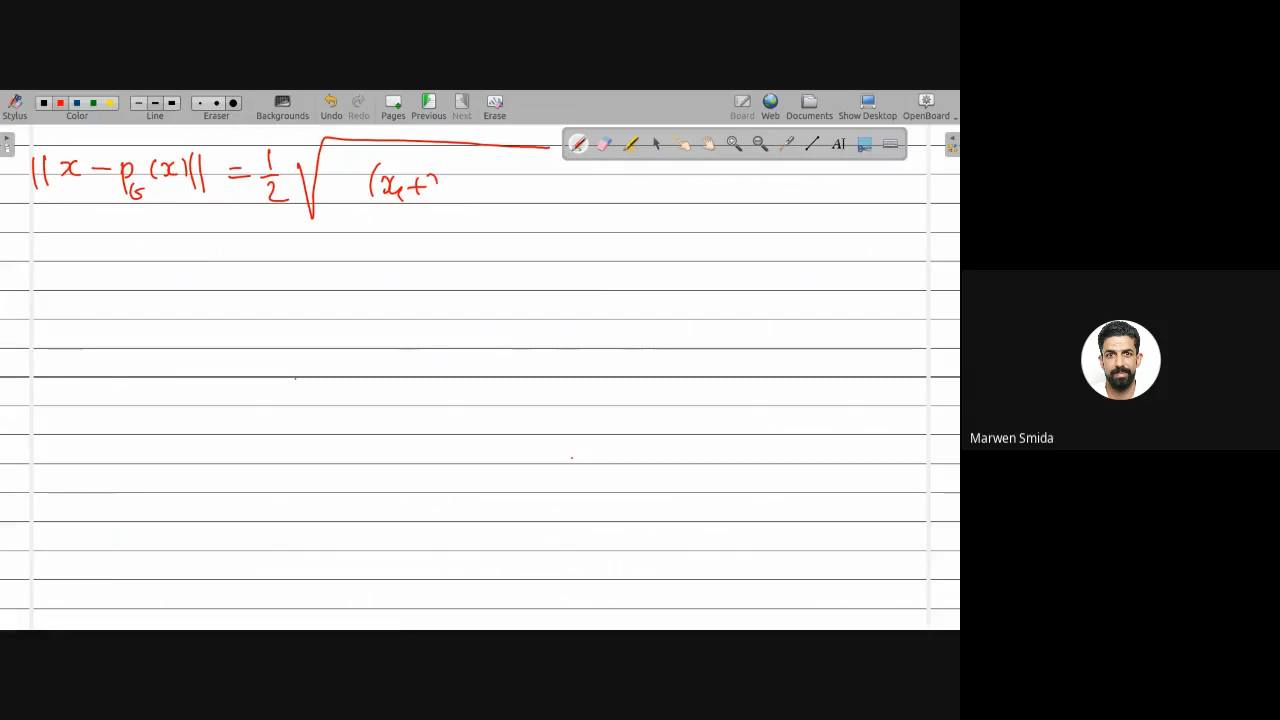 Stylus Color Line Eraser Backgrounds Undo Redo Pages Previous Next Erase Board Web Documents Show Desktop OpenBoard
||x − p (x)|| = 1/2 √ (x₁+
Marwen Smida